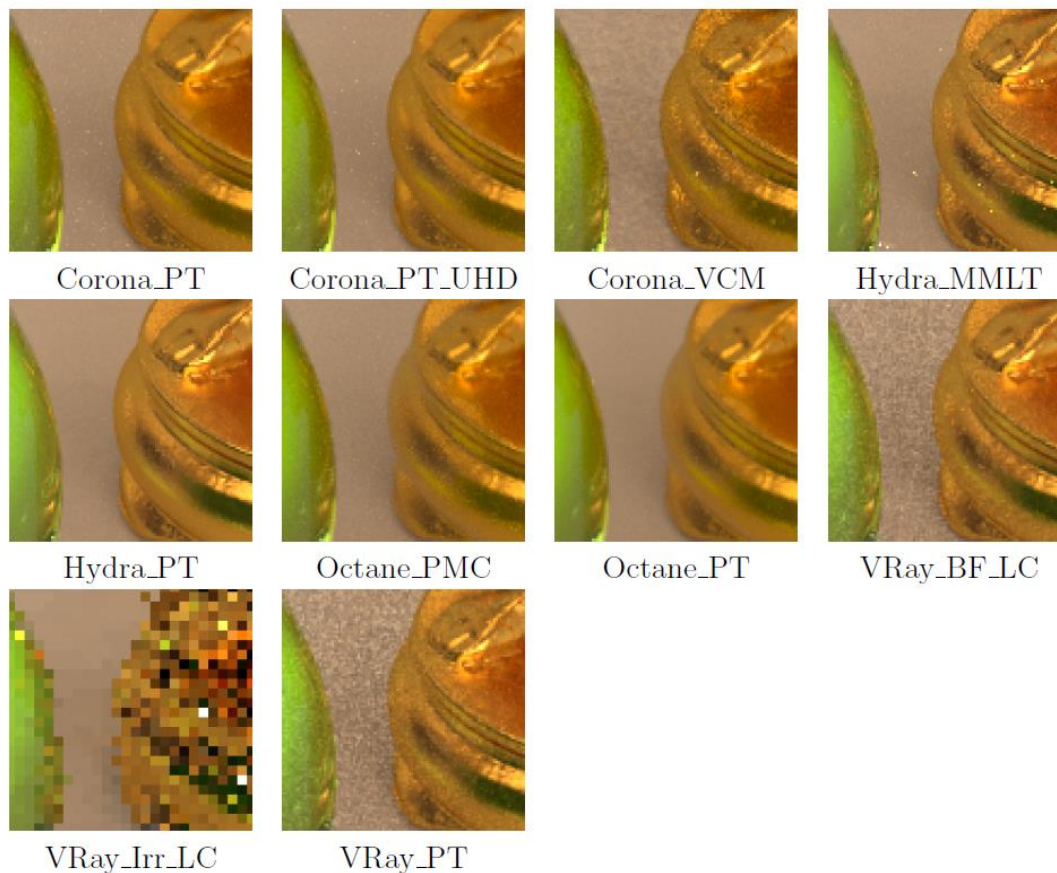 Corona_PT
Corona_PT_UHD
Corona_VCM
Hydra_MMLT
Hydra_PT
Octane_PMC
Octane_PT
VRay_BF_LC
VRay_Irr_LC
VRay_PT